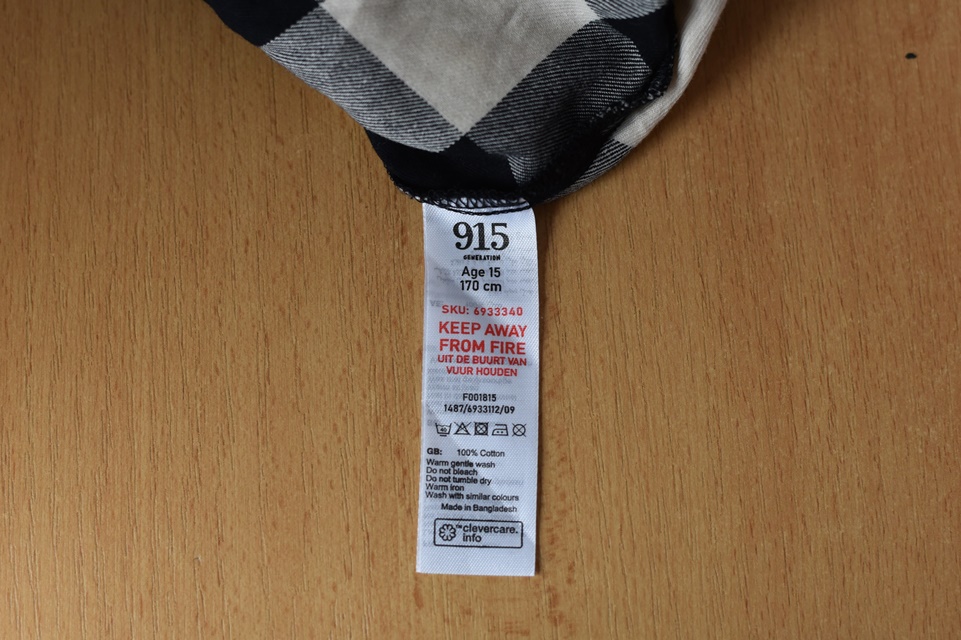 915
GENERATION
Age 15
170 cm
SKU: 6933340
KEEP AWAY
FROM FIRE
UIT DE BUURT VAN
VUUR HOUDEN
F001815
1487/6933112/09
40
GB: 100% Cotton
Warm gentle wash
Do not bleach
Do not tumble dry
Warm iron
Wash with similar colours
Made in Bangladesh
™clevercare.
info